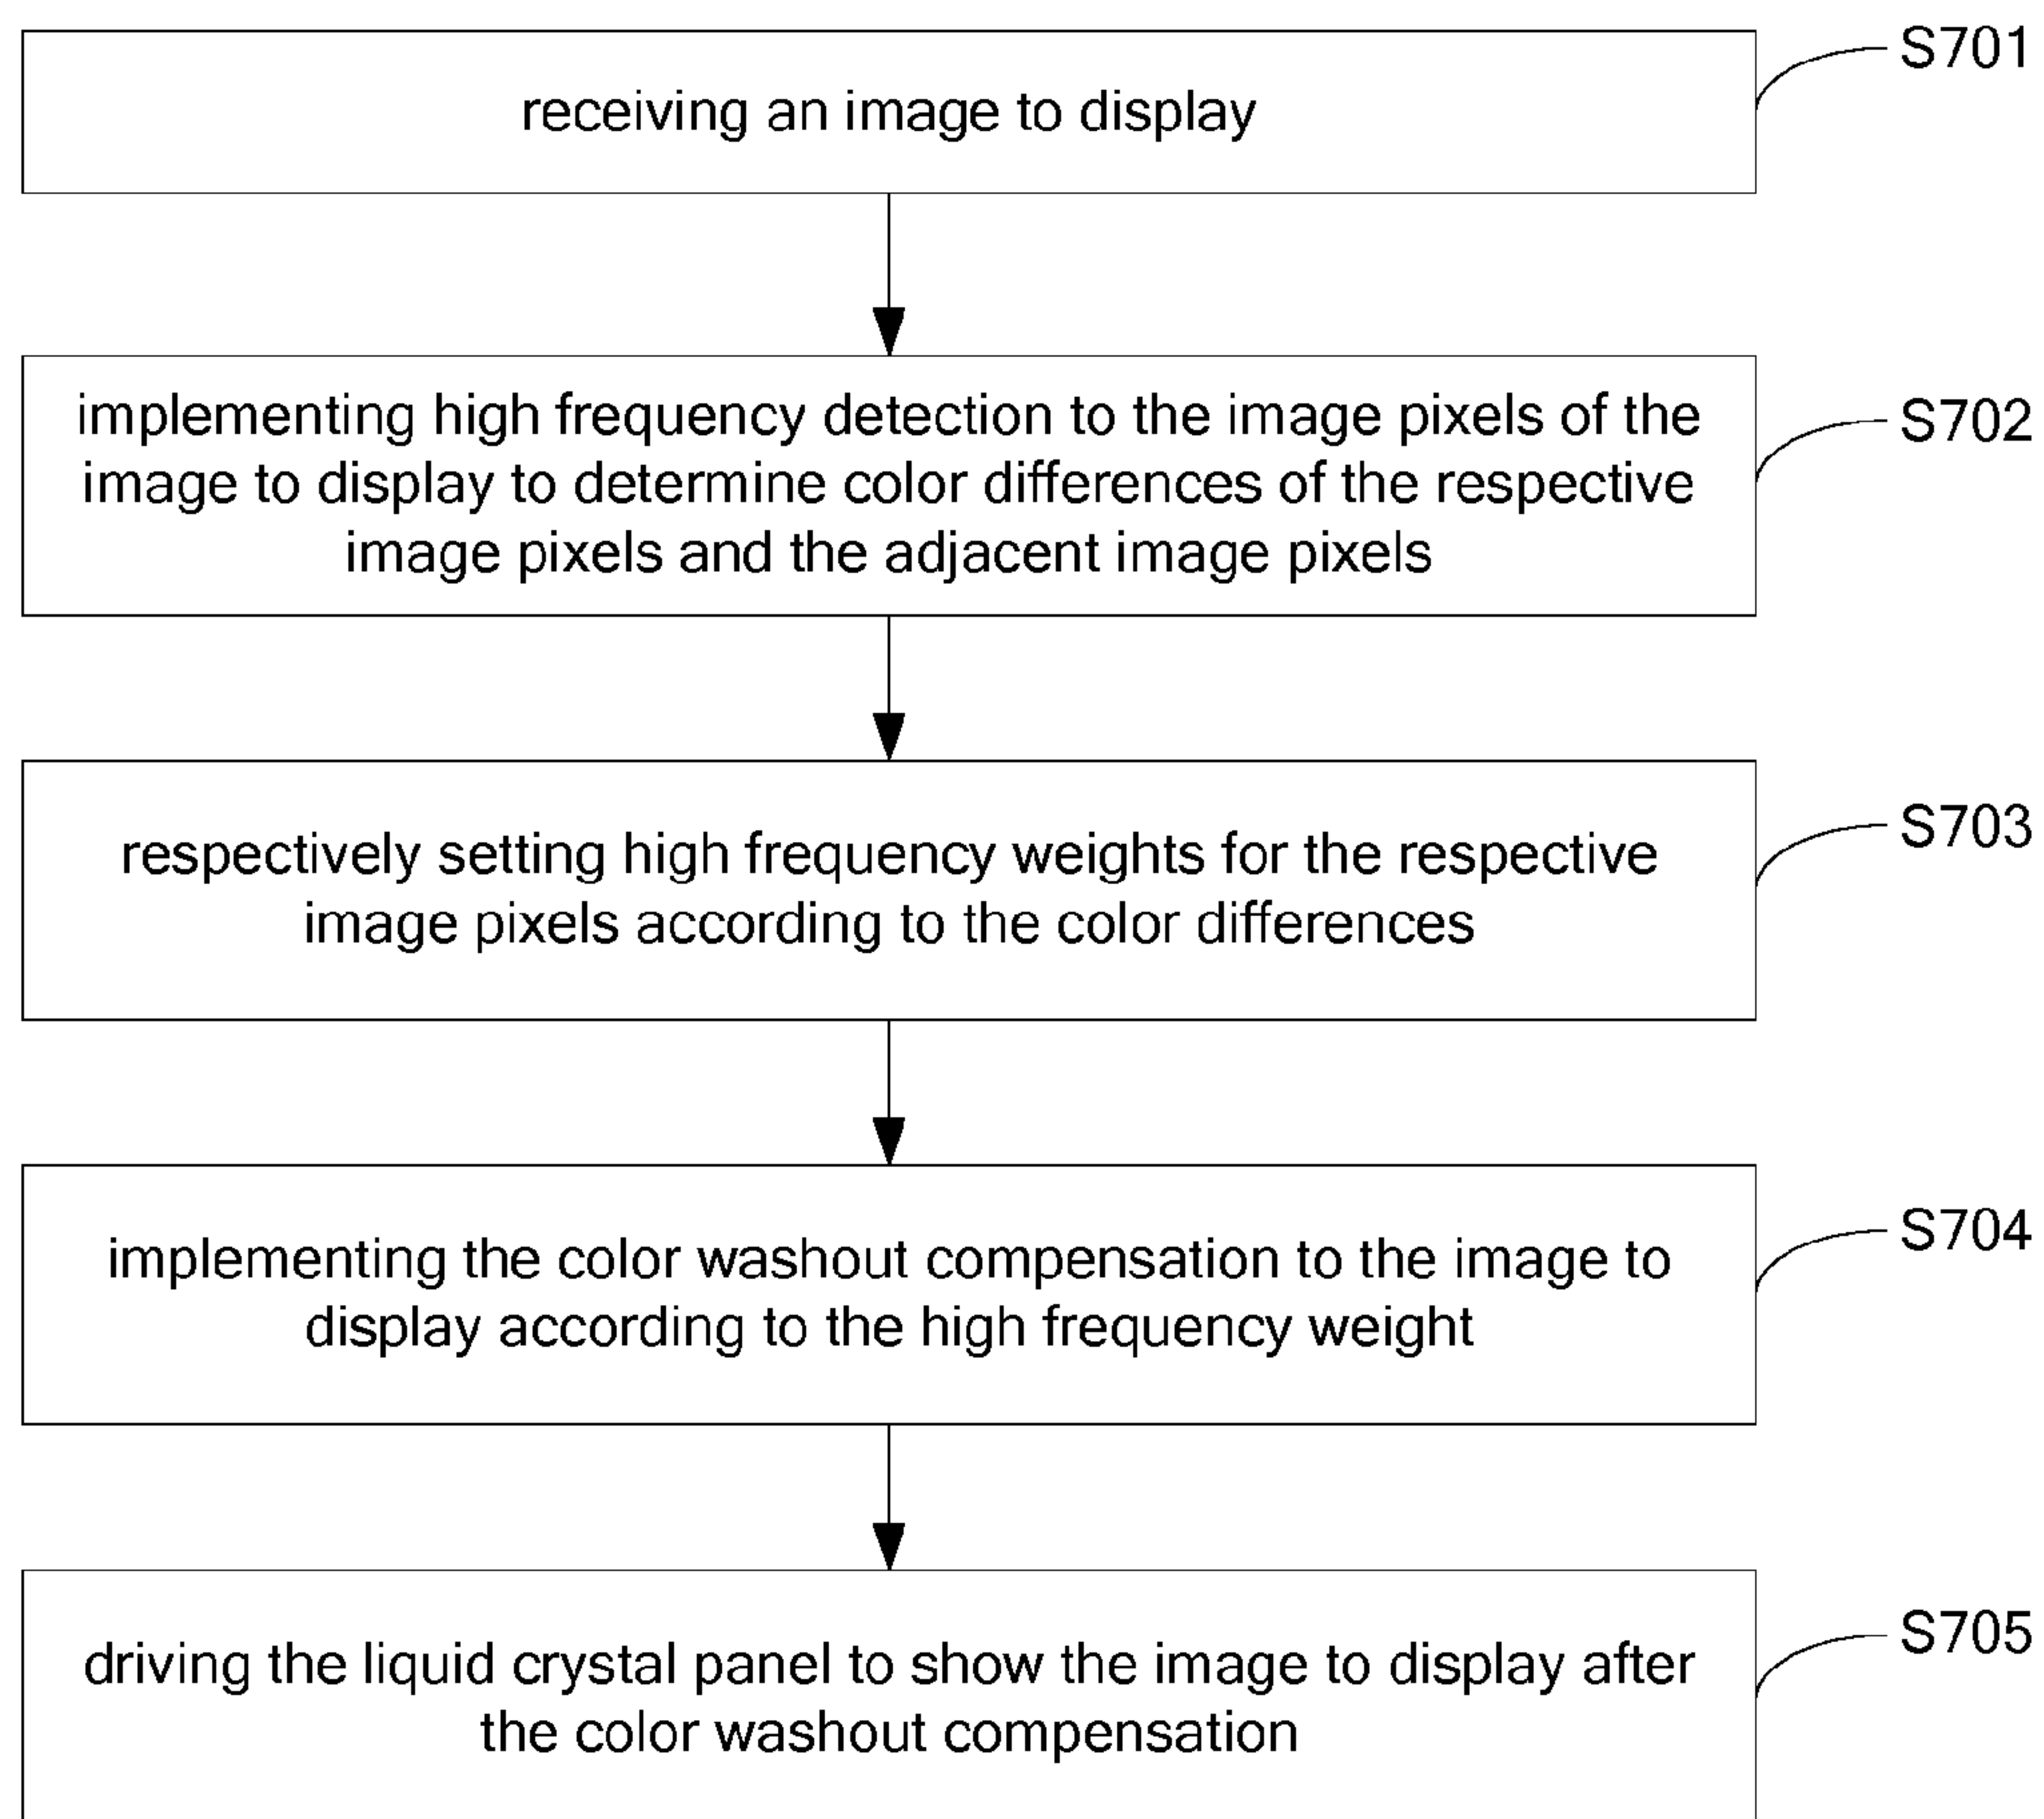 receiving an image to display
S701
implementing high frequency detection to the image pixels of the
image to display to determine color differences of the respective
image pixels and the adjacent image pixels
S702
respectively setting high frequency weights for the respective
image pixels according to the color differences
S703
implementing the color washout compensation to the image to
display according to the high frequency weight
S704
driving the liquid crystal panel to show the image to display after
the color washout compensation
S705